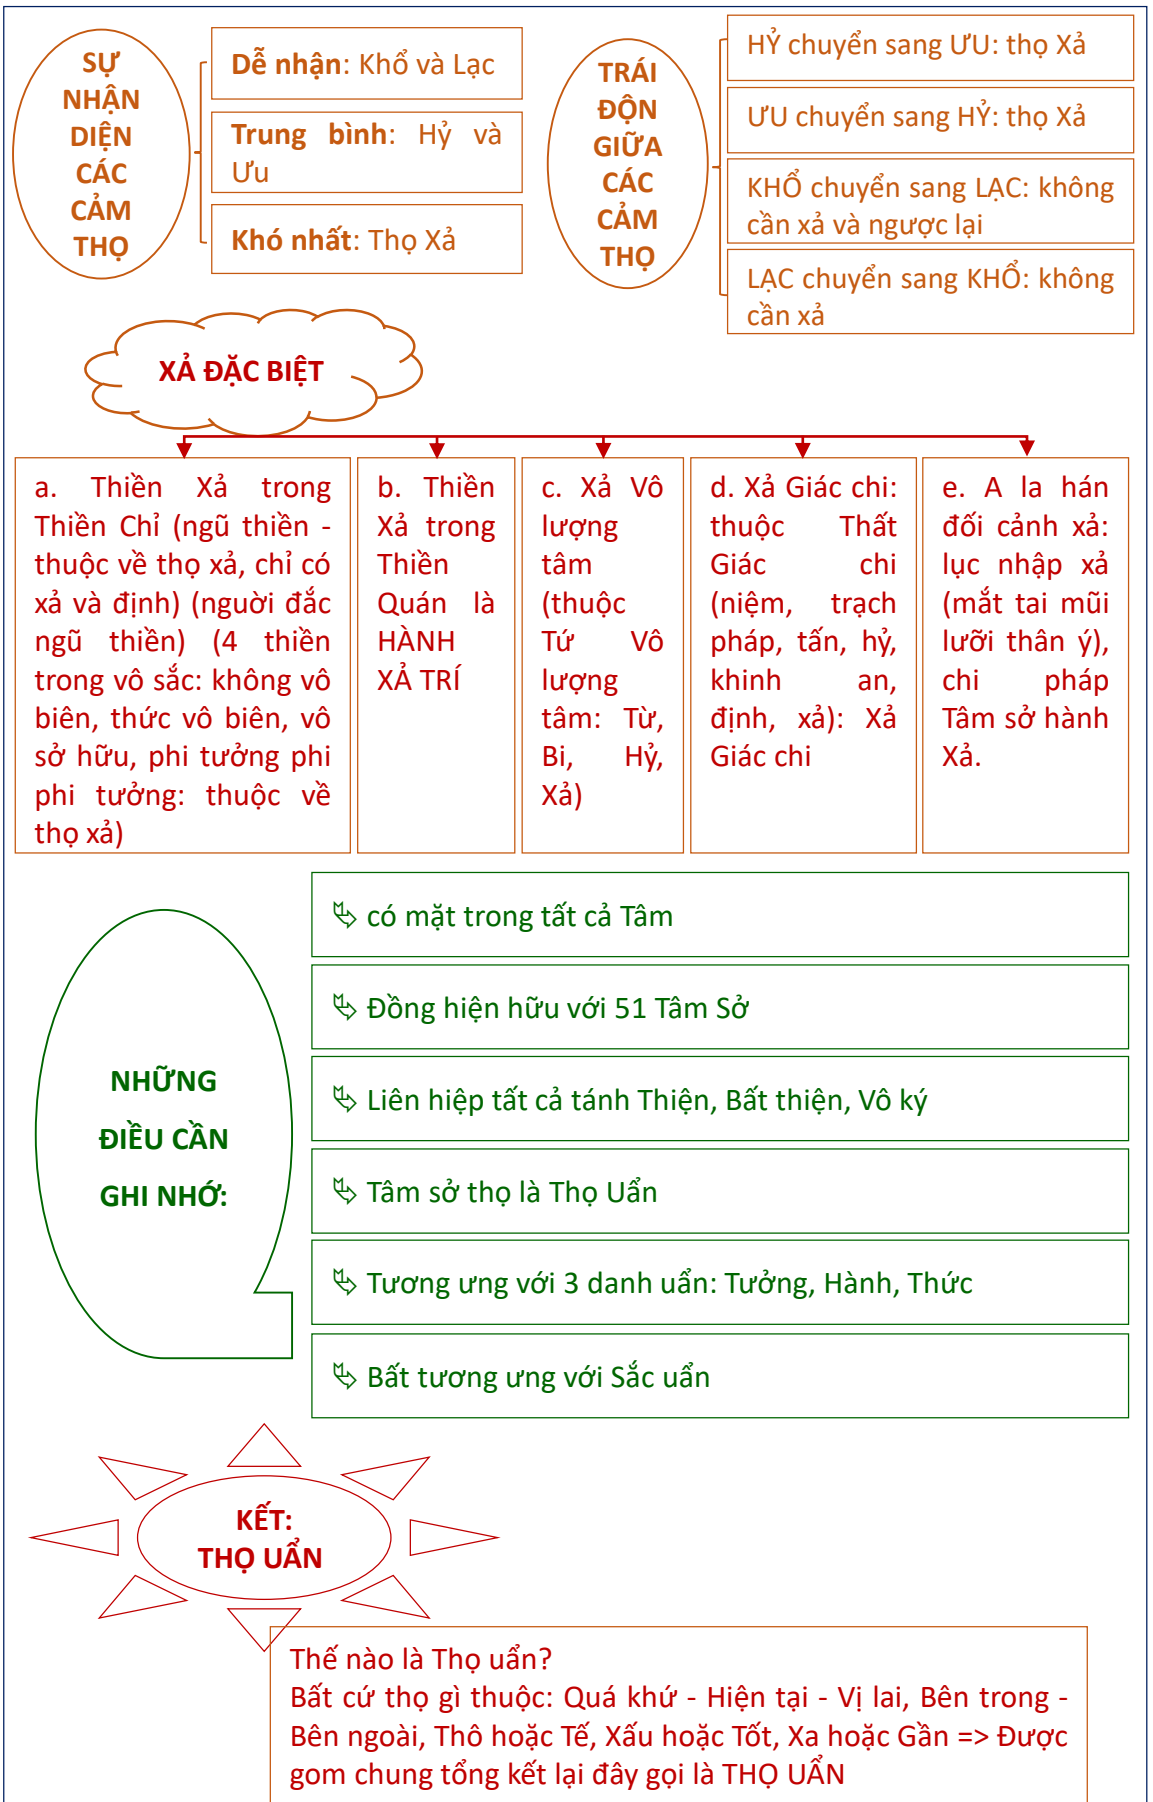 SỰ
NHẬN
DIỆN
CÁC
CẢM
THỌ
Dễ nhận: Khổ và Lạc
Trung bình: Hỷ và
Ưu
Khó nhất: Thọ Xả
TRÁI
ĐỘN
GIỮA
CÁC
CẢM
THỌ
HỶ chuyển sang ƯU: thọ Xả
ƯU chuyển sang HỶ: thọ Xả
KHỔ chuyển sang LẠC: không
cần xả và ngược lại
LẠC chuyển sang KHỔ: không
cần xả
XẢ ĐẶC BIỆT
a. Thiền Xả trong
Thiền Chỉ (ngũ thiền -
thuộc về thọ xả, chỉ có
xả và định) (người đắc
ngũ thiền) (4 thiền
trong vô sắc: không vô
biên, thức vô biên, vô
sở hữu, phi tưởng phi
phi tưởng: thuộc về
thọ xả)
b. Thiền
Xả trong
Thiền
Quán là
HÀNH
XẢ TRÍ
c. Xả Vô
lượng
tâm
(thuộc
Tứ Vô
lượng
tâm: Từ,
Bi, Hỷ,
Xả)
d. Xả Giác chi:
thuộc Thất
Giác chi
(niệm, trạch
pháp, tấn, hỷ,
khinh an,
định, xả): Xả
Giác chi
e. A la hán
đối cảnh xả:
lục nhập xả
(mắt tai mũi
lưỡi thân ý),
chi pháp
Tâm sở hành
Xả.
NHỮNG
ĐIỀU CẦN
GHI NHỚ:
có mặt trong tất cả Tâm
Đồng hiện hữu với 51 Tâm Sở
Liên hiệp tất cả tánh Thiện, Bất thiện, Vô ký
Tâm sở thọ là Thọ Uẩn
Tương ưng với 3 danh uẩn: Tưởng, Hành, Thức
Bất tương ưng với Sắc uẩn
KẾT:
THỌ UẨN
Thế nào là Thọ uẩn?
Bất cứ thọ gì thuộc: Quá khứ - Hiện tại - Vị lai, Bên trong -
Bên ngoài, Thô hoặc Tế, Xấu hoặc Tốt, Xa hoặc Gần => Được
gom chung tổng kết lại đây gọi là THỌ UẨN